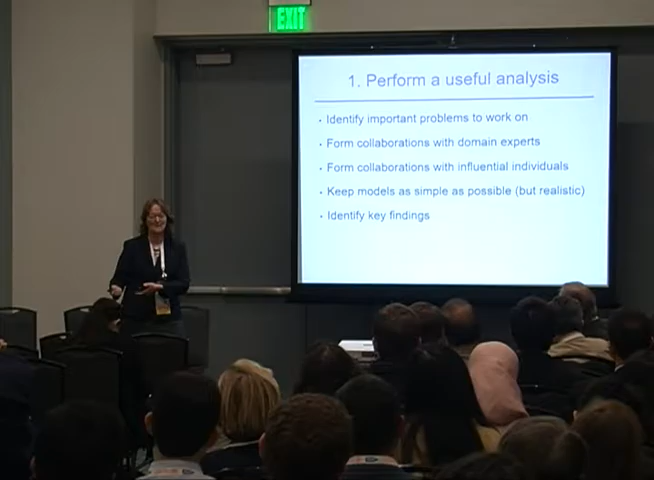 EXIT
1. Perform a useful analysis
• Identify important problems to work on
• Form collaborations with domain experts
• Form collaborations with influential individuals
• Keep models as simple as possible (but realistic)
• Identify key findings